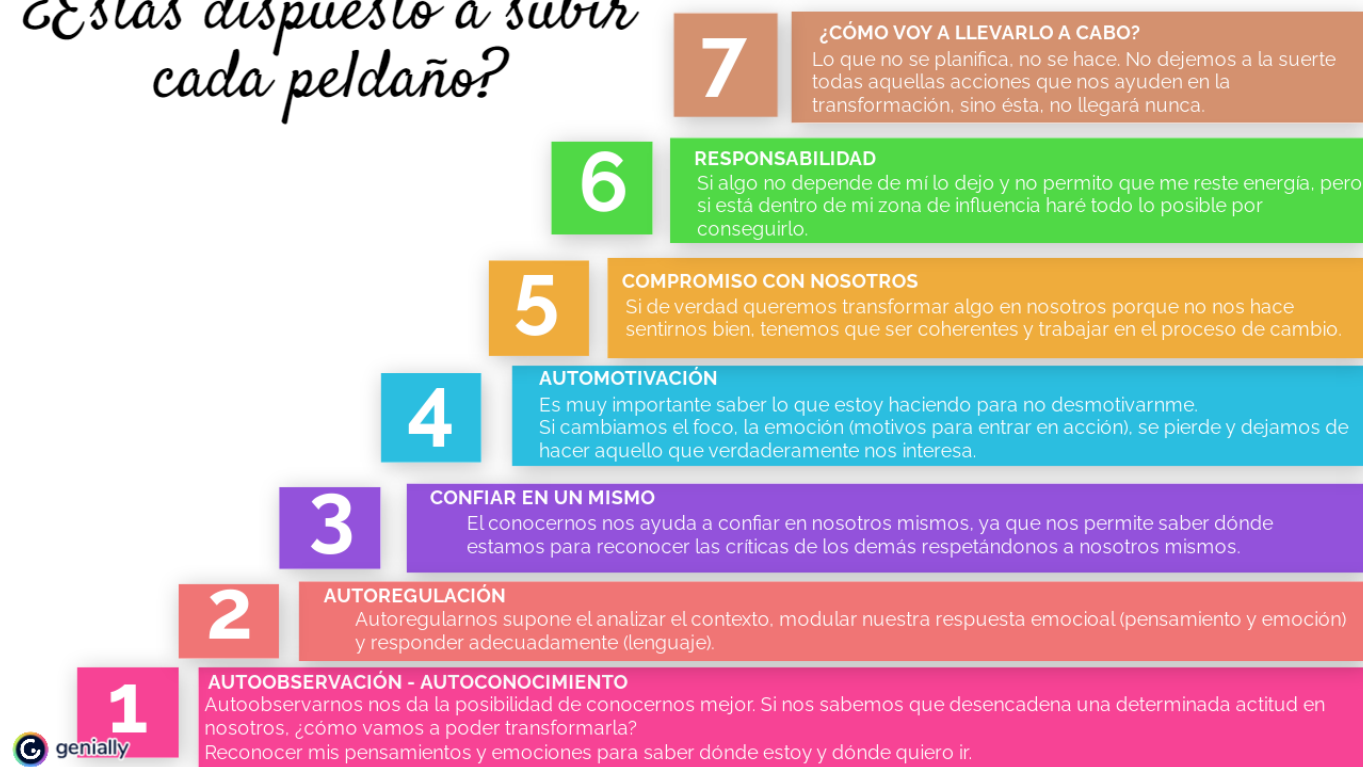 ¿Estás dispuesto a subir
cada peldaño?
7
¿CÓMO VOY A LLEVARLO A CABO?
Lo que no se planifica, no se hace. No dejemos a la suerte
todas aquellas acciones que nos ayuden en la
transformación, sino ésta, no llegará nunca.
6
RESPONSABILIDAD
Si algo no depende de mí lo dejo y no permito que me reste energía, pero
si está dentro de mi zona de influencia haré todo lo posible por
conseguirlo.
5
COMPROMISO CON NOSOTROS
Si de verdad queremos transformar algo en nosotros porque no nos hace
sentirnos bien, tenemos que ser coherentes y trabajar en el proceso de cambio.
4
AUTOMOTIVACIÓN
Es muy importante saber lo que estoy haciendo para no desmotivarnme.
Si cambiamos el foco, la emoción (motivos para entrar en acción), se pierde y dejamos de
hacer aquello que verdaderamente nos interesa.
3
CONFIAR EN UN MISMO
El conocernos nos ayuda a confiar en nosotros mismos, ya que nos permite saber dónde
estamos para reconocer las críticas de los demás respetándonos a nosotros mismos.
2
AUTOREGULACIÓN
Autoregularnos supone el analizar el contexto, modular nuestra respuesta emocioal (pensamiento y emoción)
y responder adecuadamente (lenguaje).
1
AUTOOBSERVACIÓN - AUTOCONOCIMIENTO
Autoobservarnos nos da la posibilidad de conocernos mejor. Si nos sabemos que desencadena una determinada actitud en
nosotros, ¿cómo vamos a poder transformarla?
Reconocer mis pensamientos y emociones para saber dónde estoy y dónde quiero ir.
genially